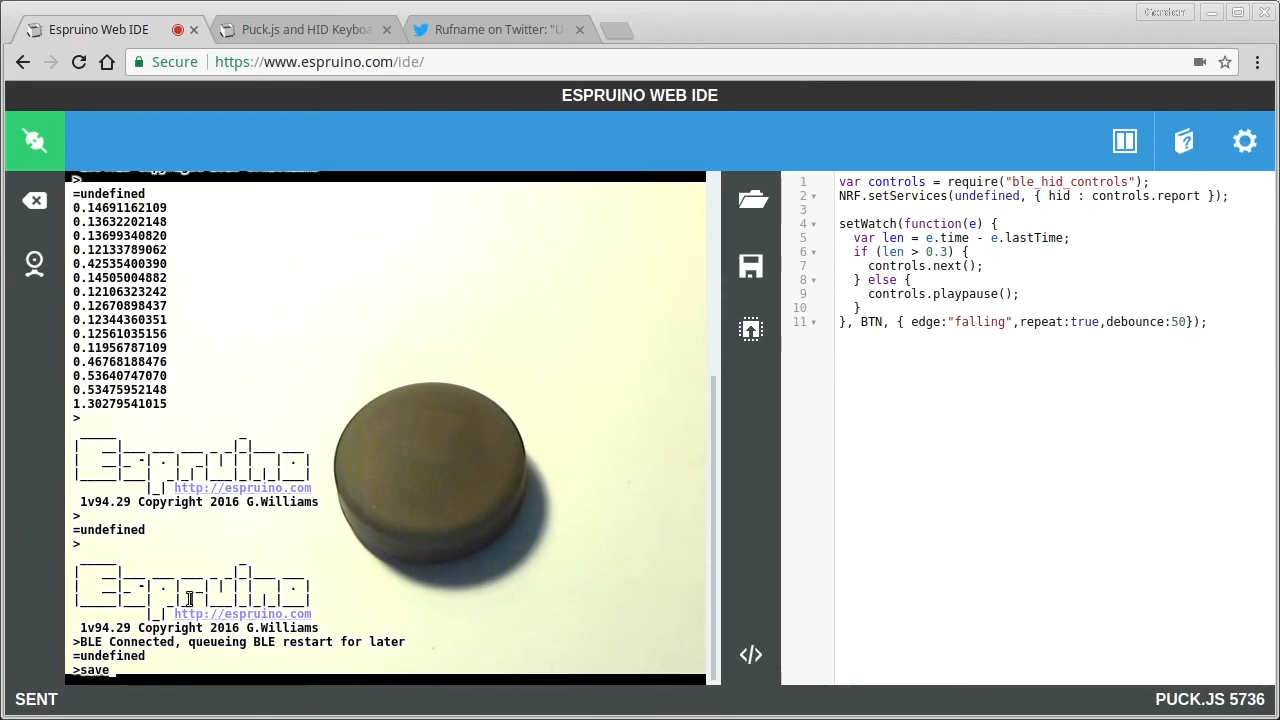 Espruino Web IDE
Puck.js and HID Keyboa
Rufname on Twitter: "U
Secure
https://www.espruino.com/ide/
ESPRUINO WEB IDE
>
=undefined
0.14691162109
0.13632202148
0.13699340820
0.12133789062
0.42535400390
0.14505004882
0.12106323242
0.12670898437
0.12344360351
0.12561035156
0.11956787109
0.46768188476
0.53640747070
0.53475952148
1.30279541015
>
Espruino
http://espruino.com
1v94.29 Copyright 2016 G.Williams
>
=undefined
>
Espruino
http://espruino.com
1v94.29 Copyright 2016 G.Williams
>BLE Connected, queueing BLE restart for later
=undefined
>save
1 var controls = require("ble_hid_controls");
2 NRF.setServices(undefined, { hid : controls.report });
3
4 setWatch(function(e) {
5 var len = e.time - e.lastTime;
6 if (len > 0.3) {
7 controls.next();
8 } else {
9 controls.playpause();
10 }
11 }, BTN, { edge:"falling",repeat:true,debounce:50});
SENT
PUCK.JS 5736